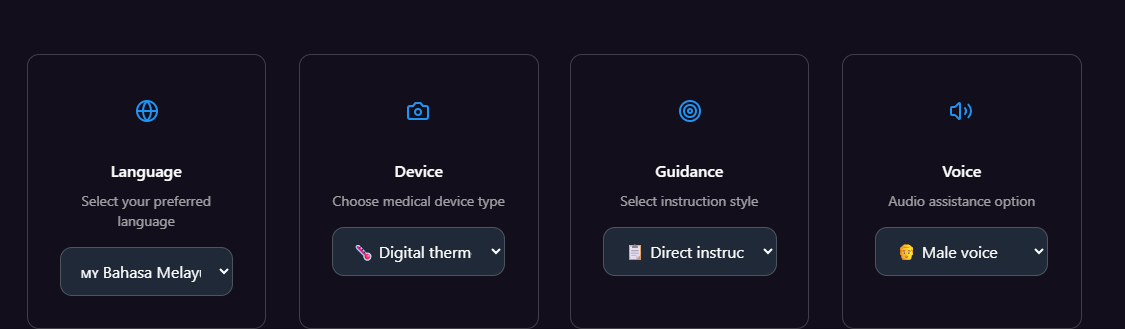 Language
Select your preferred
language
MY Bahasa Melayu
Device
Choose medical device type
Digital therm
Guidance
Select instruction style
Direct instruc
Voice
Audio assistance option
Male voice